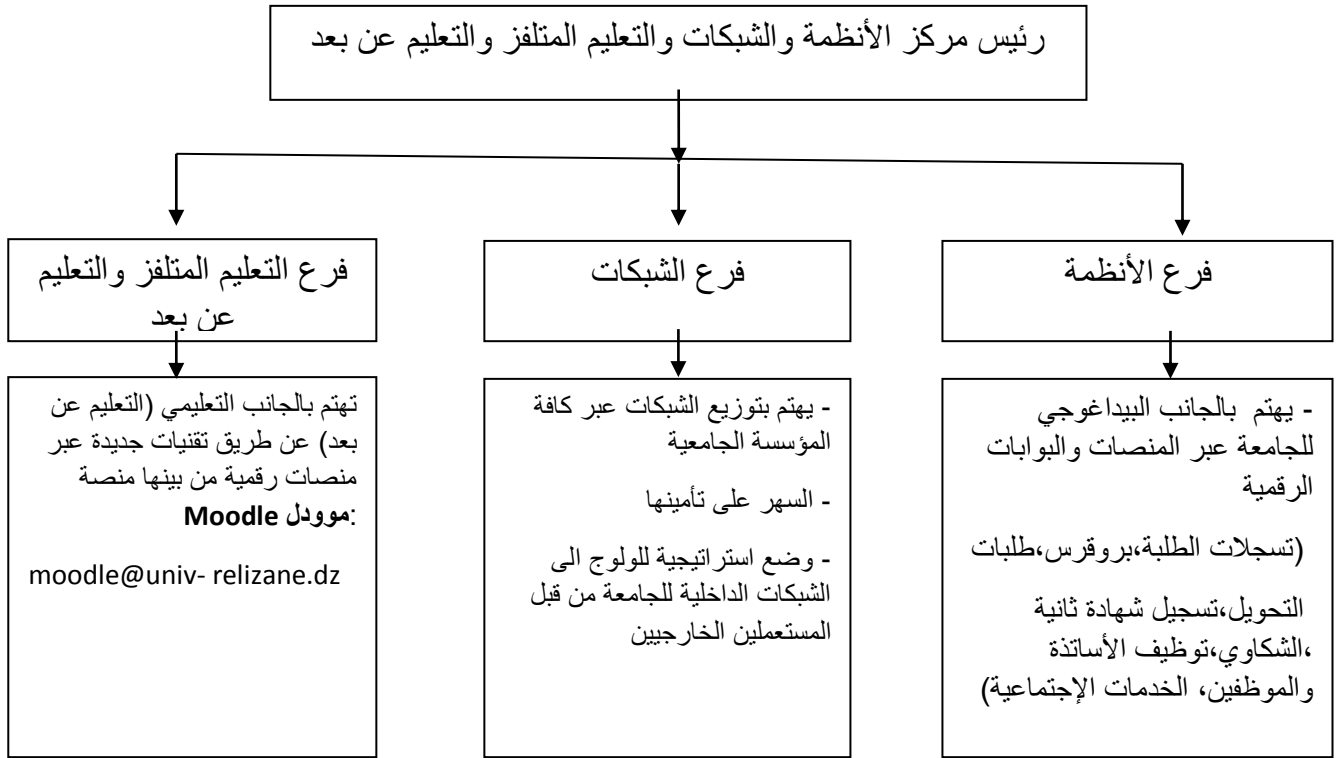 رئيس مركز الأنظمة والشبكات والتعليم المتلفز والتعليم عن بعد
فرع الأنظمة
- يهتم بالجانب البيداغوجي
للجامعة عبر المنصات والبوابات
الرقمية
(تسجلات الطلبة،بروقرس،طلبات
التحويل،تسجيل شهادة ثانية
،الشكاوي،توظيف الأساتذة
والموظفين، الخدمات الإجتماعية)
فرع الشبكات
- يهتم بتوزيع الشبكات عبر كافة
المؤسسة الجامعية
- السهر على تأمينها
- وضع استراتيجية للولوج الى
الشبكات الداخلية للجامعة من قبل
المستعملين الخارجيين
فرع التعليم المتلفز والتعليم
عن بعد
تهتم بالجانب التعليمي (التعليم عن
بعد) عن طريق تقنيات جديدة عبر
منصات رقمية من بينها منصة
:موودل Moodle
moodle@univ- relizane.dz